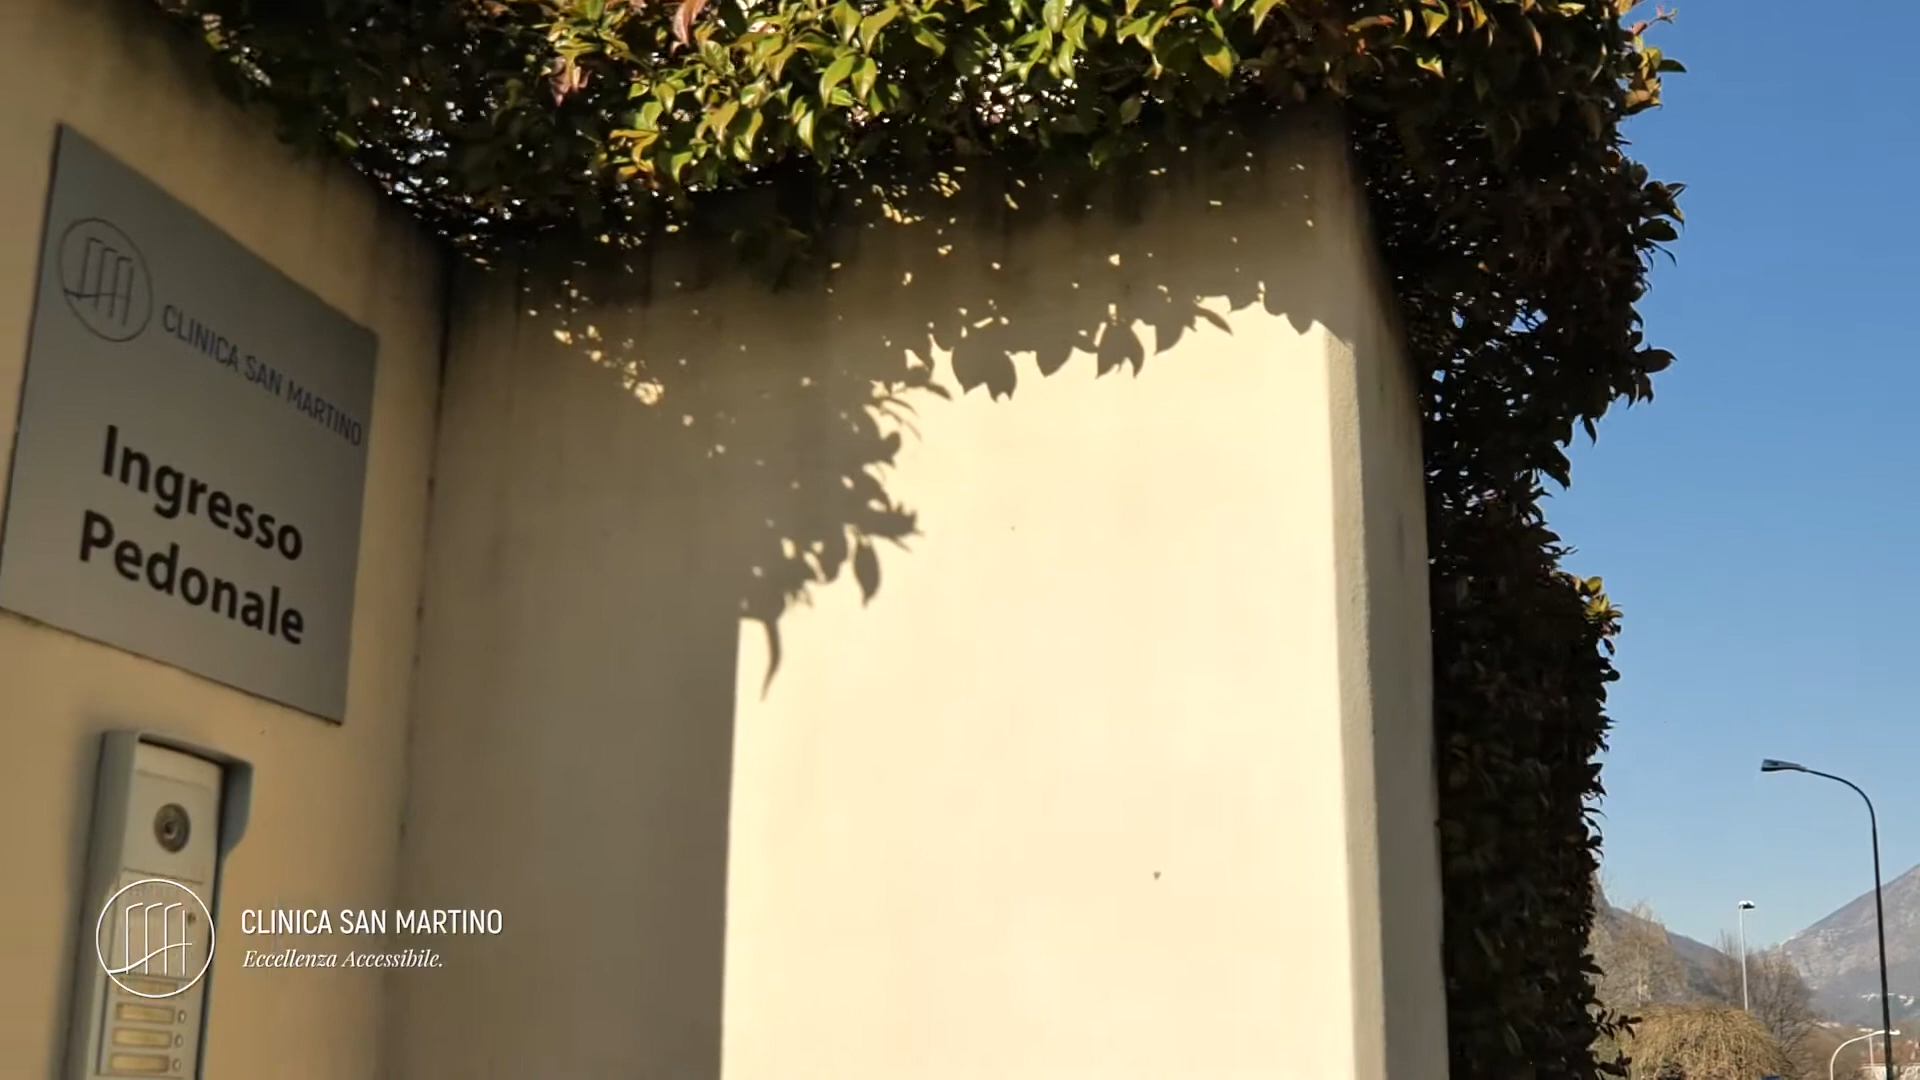 CLINICA SAN MARTINO
Ingresso
Pedonale
CLINICA SAN MARTINO
Eccellenza Accessibile.